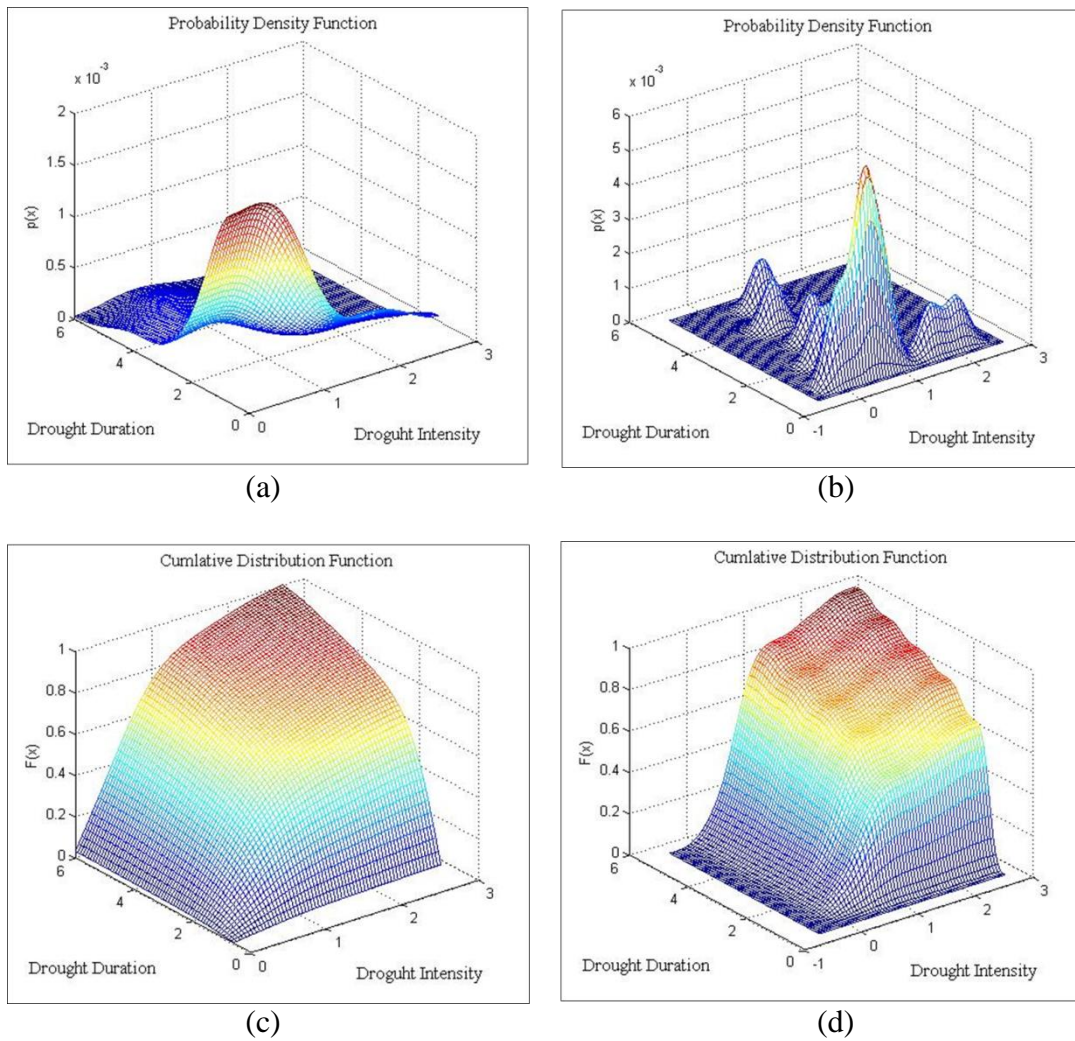 Probability Density Function
x 10^-3
2
1.5
1
0.5
0
p(x)
6
4
2
0
0
1
2
3
Drought Duration
Droguht Intensity
(a)
Probability Density Function
x 10^-3
6
5
4
3
2
1
0
p(x)
6
4
2
0
-1
0
1
2
3
Drought Duration
Drought Intensity
(b)
Cumlative Distribution Function
1
0.8
0.6
0.4
0.2
0
F(x)
6
4
2
0
0
1
2
3
Drought Duration
Droguht Intensity
(c)
Cumlative Distribution Function
1
0.8
0.6
0.4
0.2
0
F(x)
6
4
2
0
-1
0
1
2
3
Drought Duration
Drought Intensity
(d)